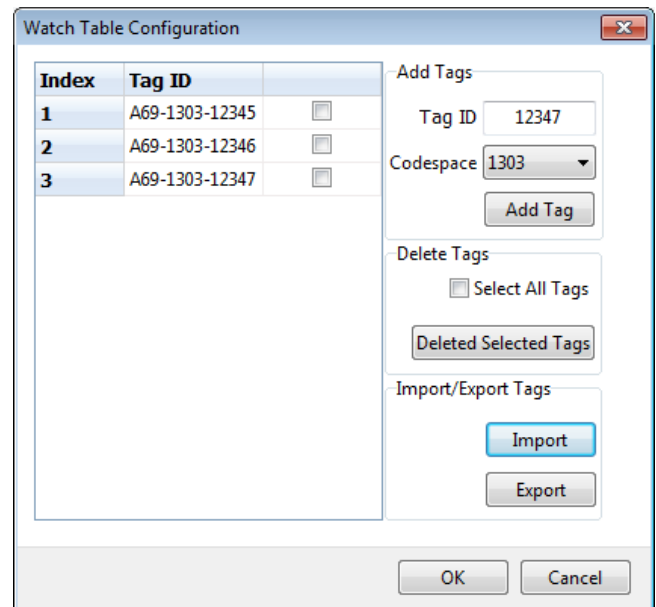 Watch Table Configuration
Index Tag ID
1 A69-1303-12345
2 A69-1303-12346
3 A69-1303-12347
Add Tags
Tag ID 12347
Codespace 1303
Add Tag
Delete Tags
Select All Tags
Deleted Selected Tags
Import/Export Tags
Import
Export
OK Cancel